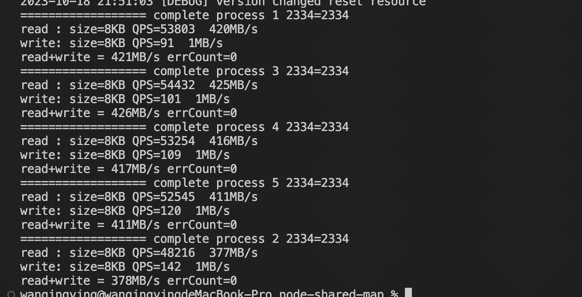 2023-10-18 21:51:03 [DEBUG] version changed reset resource
=================== complete process 1 2334=2334
read : size=8KB QPS=53803  420MB/s
write: size=8KB QPS=91  1MB/s
read+write = 421MB/s errCount=0
=================== complete process 3 2334=2334
read : size=8KB QPS=54432  425MB/s
write: size=8KB QPS=101  1MB/s
read+write = 426MB/s errCount=0
=================== complete process 4 2334=2334
read : size=8KB QPS=53254  416MB/s
write: size=8KB QPS=109  1MB/s
read+write = 417MB/s errCount=0
=================== complete process 5 2334=2334
read : size=8KB QPS=52545  411MB/s
write: size=8KB QPS=120  1MB/s
read+write = 411MB/s errCount=0
=================== complete process 2 2334=2334
read : size=8KB QPS=48216  377MB/s
write: size=8KB QPS=142  1MB/s
read+write = 378MB/s errCount=0
wangingying@wangingyingdeMacBook-Pro node-shared-map %